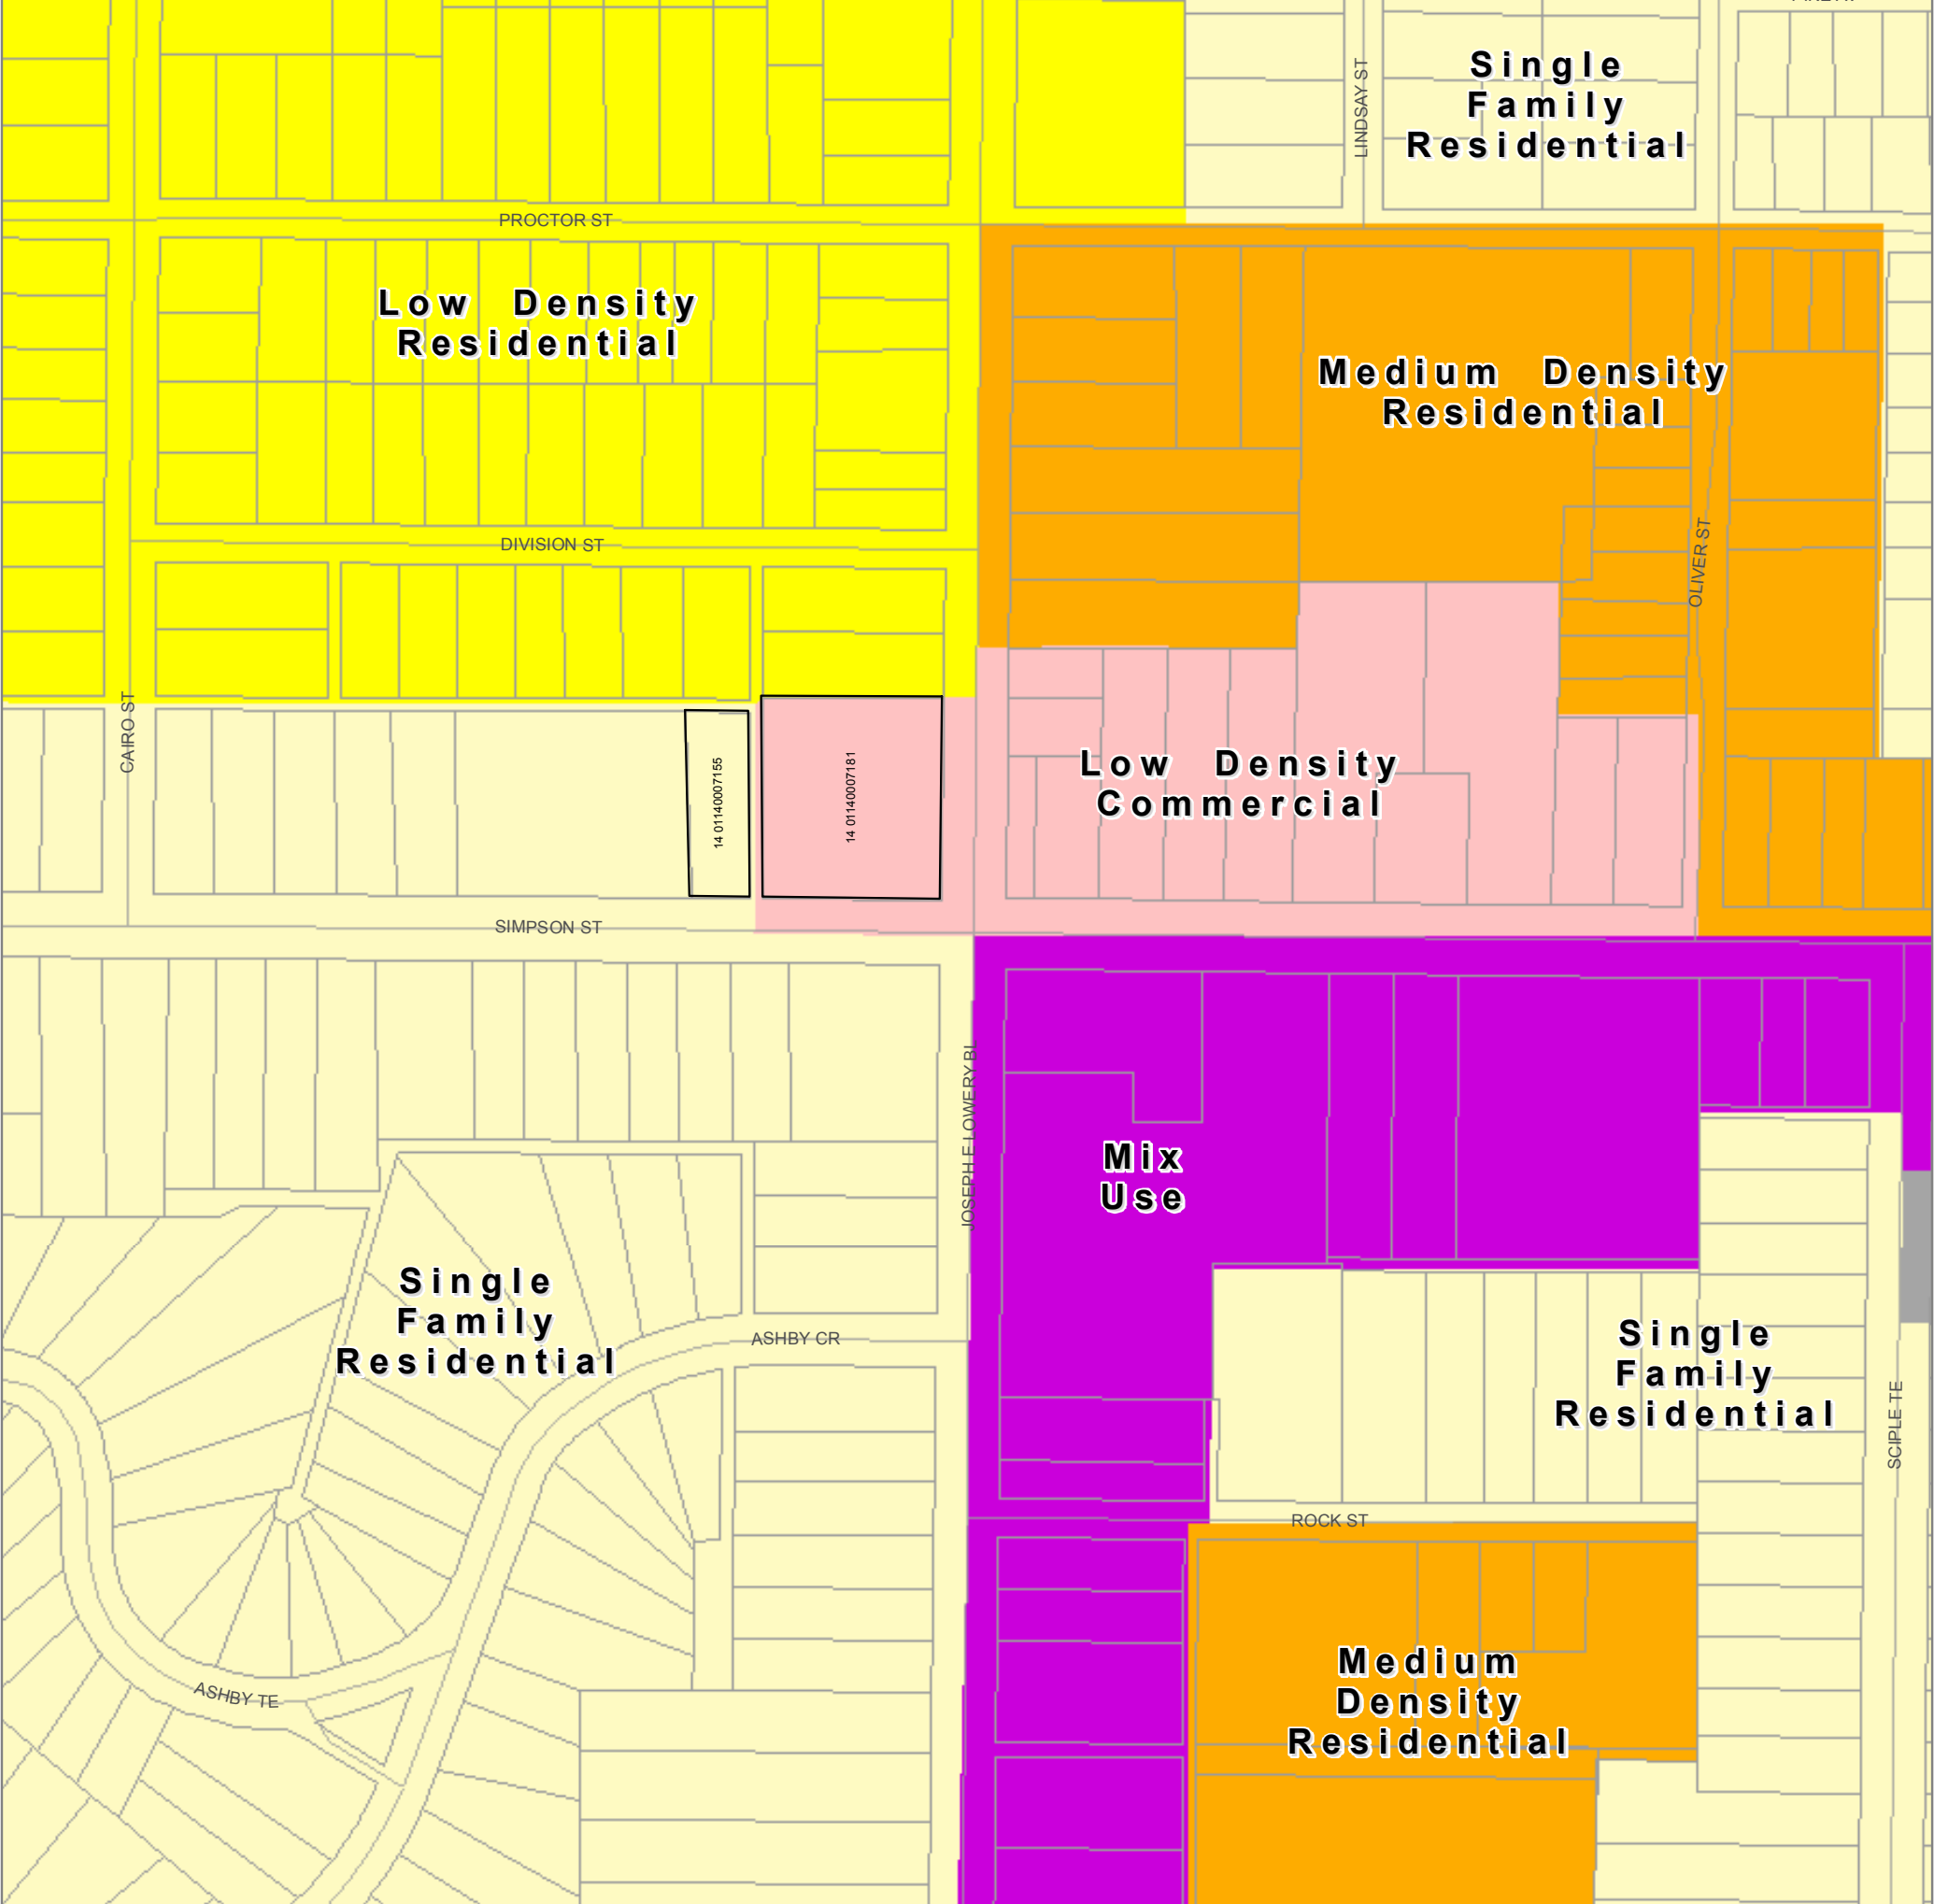 LINDSAY ST
Single
Family
Residential
PROCTOR ST
Low Density
Residential
Medium Density
Residential
DIVISION ST
OLIVER ST
CAIRO ST
14 01140007155
14 01140007181
Low Density
Commercial
SIMPSON ST
JOSEPH E LOWERY BL
Mix
Use
Single
Family
Residential
ASHBY CR
Single
Family
Residential
SCIPLE TE
ROCK ST
ASHBY TE
Medium
Density
Residential